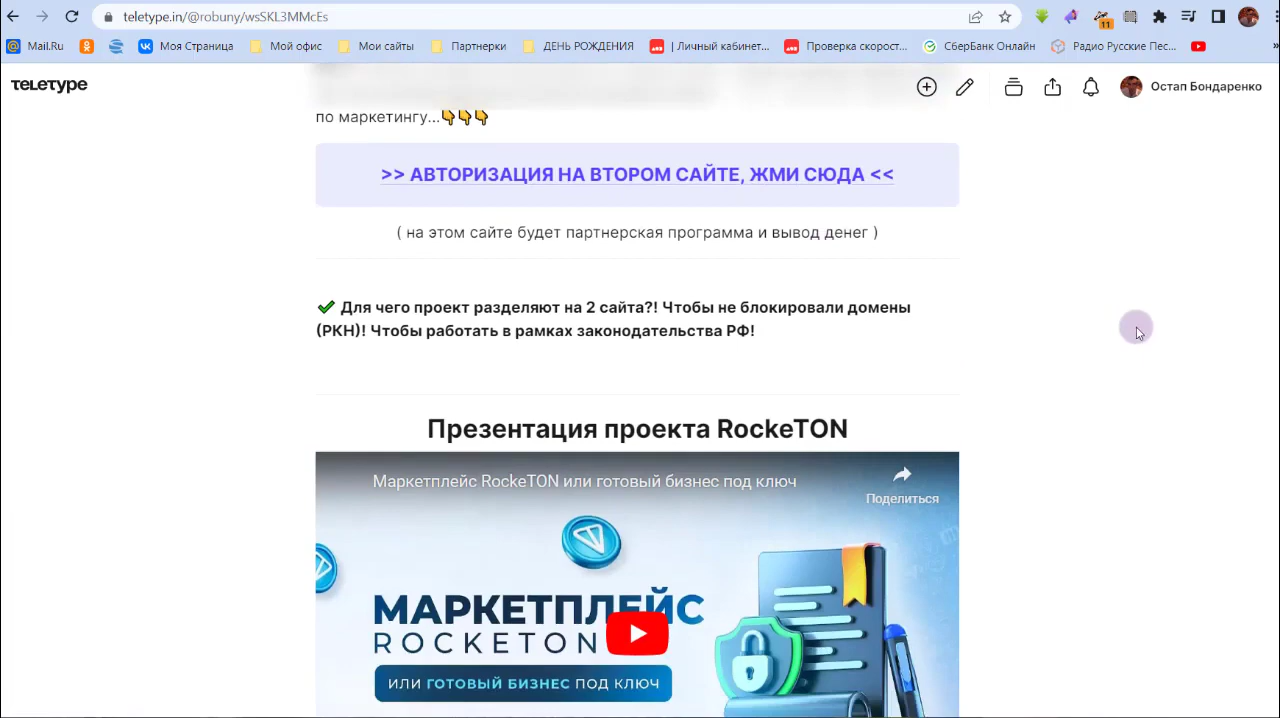 teletype.in/@robuny/wsSKL3MMcEs
11
Mail.Ru
Моя Страница
Мой офис
Мои сайты
Партнерки
ДЕНЬ РОЖДЕНИЯ
| Личный кабинет...
Проверка скорост...
СберБанк Онлайн
Радио Русские Пес...
»
TELETYPE
Остап Бондаренко
по маркетингу...👇👇👇
>> АВТОРИЗАЦИЯ НА ВТОРОМ САЙТЕ, ЖМИ СЮДА <<
( на этом сайте будет партнерская программа и вывод денег )
✔ Для чего проект разделяют на 2 сайта?! Чтобы не блокировали домены
(РКН)! Чтобы работать в рамках законодательства РФ!
Презентация проекта RockeTON
Маркетплейс RockeTON или готовый бизнес под ключ
Поделиться
МАРКЕТПЛЕЙС
ROCKETON
ИЛИ ГОТОВЫЙ БИЗНЕС ПОД КЛЮЧ